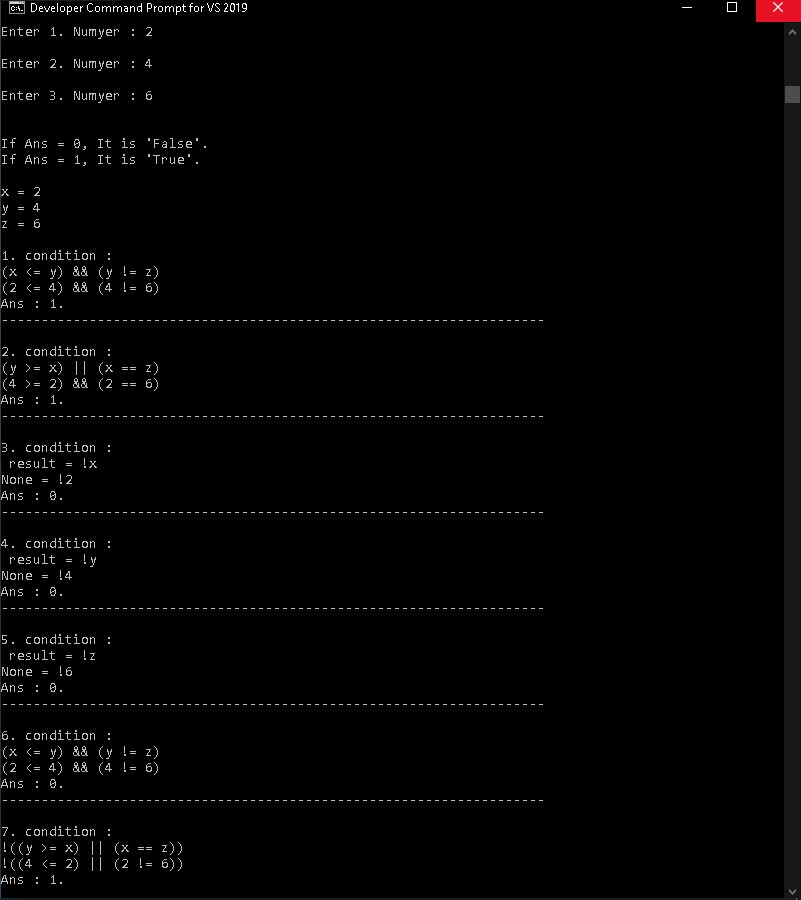 Developer Command Prompt for VS 2019
Enter 1. Numyer : 2
Enter 2. Numyer : 4
Enter 3. Numyer : 6
If Ans = 0, It is 'False'.
If Ans = 1, It is 'True'.
x = 2
y = 4
z = 6
1. condition :
(x <= y) && (y != z)
(2 <= 4) && (4 != 6)
Ans : 1.
--------------------------------------------------------------------
2. condition :
(y >= x) || (x == z)
(4 >= 2) && (2 == 6)
Ans : 1.
--------------------------------------------------------------------
3. condition :
 result = !x
None = !2
Ans : 0.
--------------------------------------------------------------------
4. condition :
 result = !y
None = !4
Ans : 0.
--------------------------------------------------------------------
5. condition :
 result = !z
None = !6
Ans : 0.
--------------------------------------------------------------------
6. condition :
(x <= y) && (y != z)
(2 <= 4) && (4 != 6)
Ans : 0.
--------------------------------------------------------------------
7. condition :
!((y >= x) || (x == z))
!((4 <= 2) || (2 != 6))
Ans : 1.